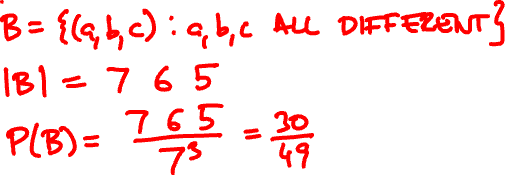 B = {(a,b,c) : a,b,c ALL DIFFERENT}
|B| = 7 6 5
P(B) = 7 6 5 / 7³ = 30/49